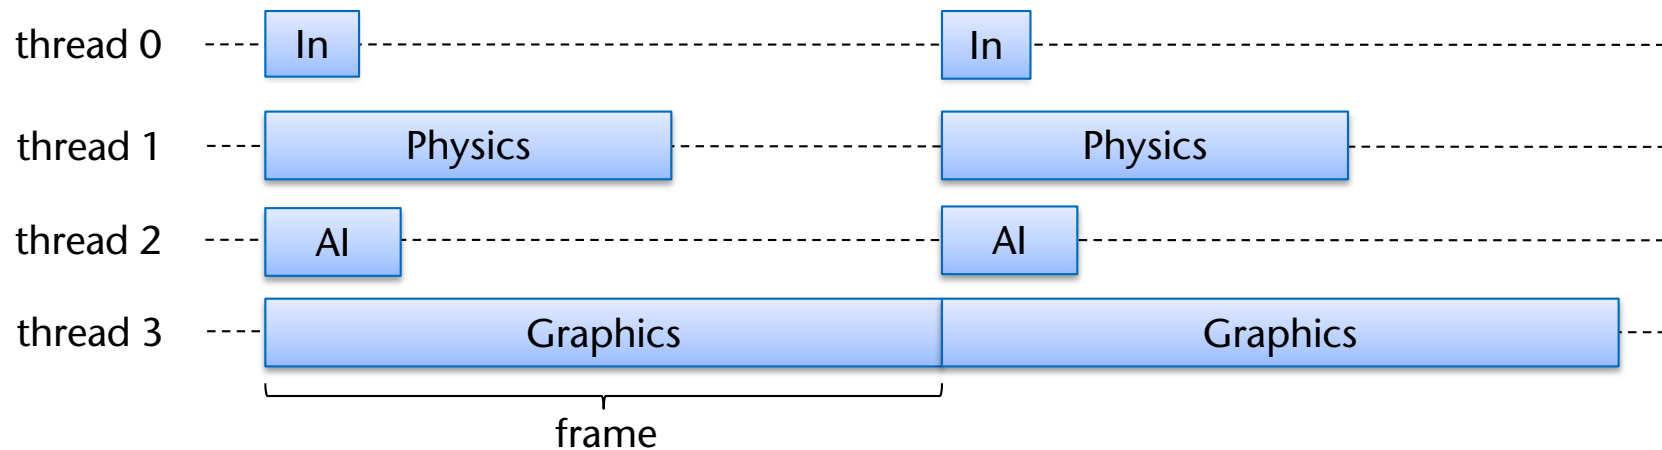 thread 0 In In
thread 1 Physics Physics
thread 2 AI AI
thread 3 Graphics Graphics
frame